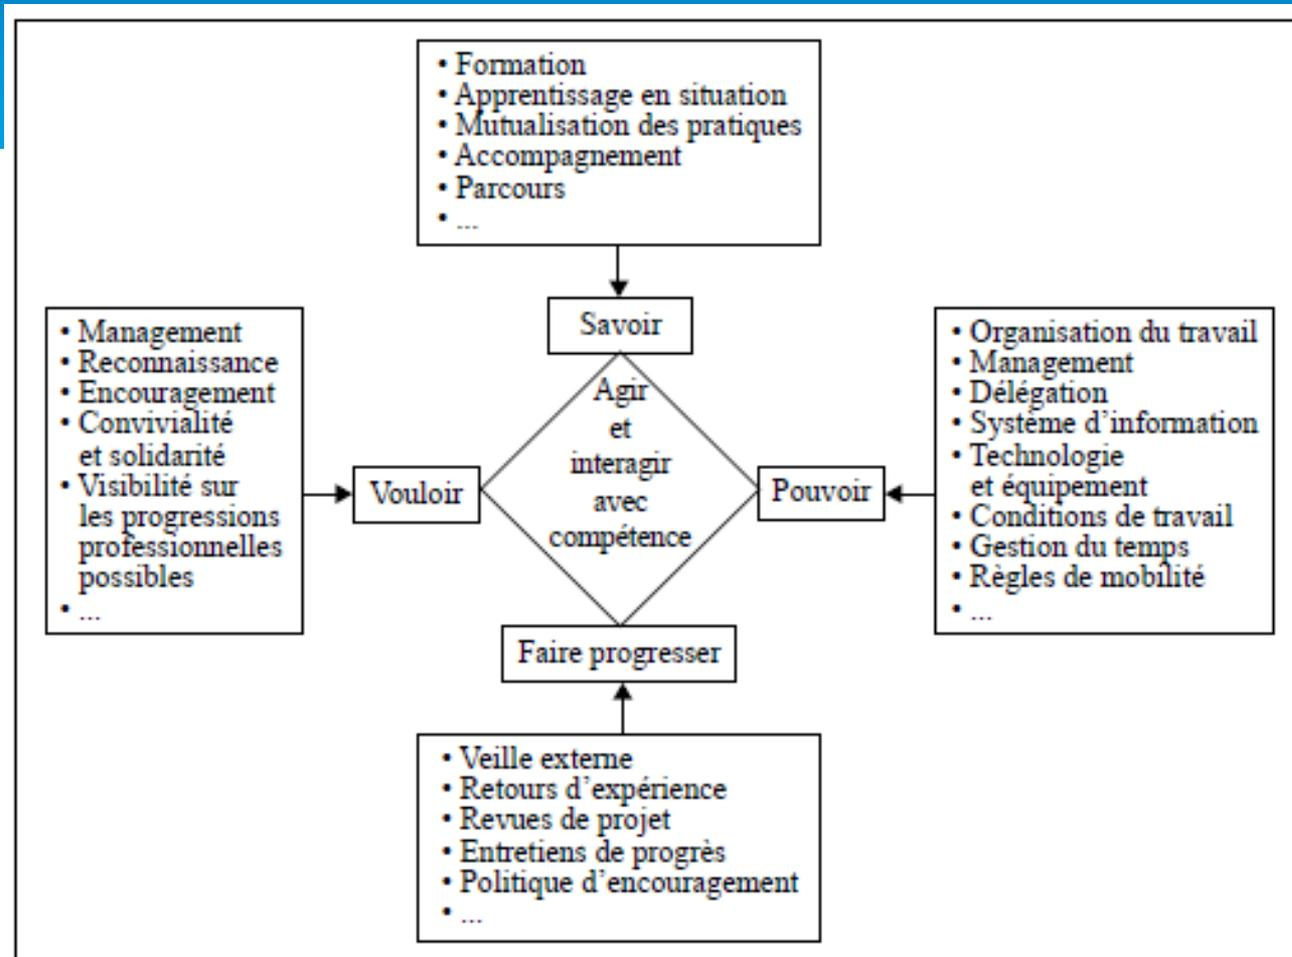 • Formation
• Apprentissage en situation
• Mutualisation des pratiques
• Accompagnement
• Parcours
• ...
Savoir
• Management
• Reconnaissance
• Encouragement
• Convivialité
et solidarité
• Visibilité sur
les progressions
professionnelles
possibles
• ...
Vouloir
Agir
et
interagir
avec
compétence
Pouvoir
• Organisation du travail
• Management
• Délégation
• Système d'information
• Technologie
et équipement
• Conditions de travail
• Gestion du temps
• Règles de mobilité
• ...
Faire progresser
• Veille externe
• Retours d'expérience
• Revues de projet
• Entretiens de progrès
• Politique d'encouragement
• ...